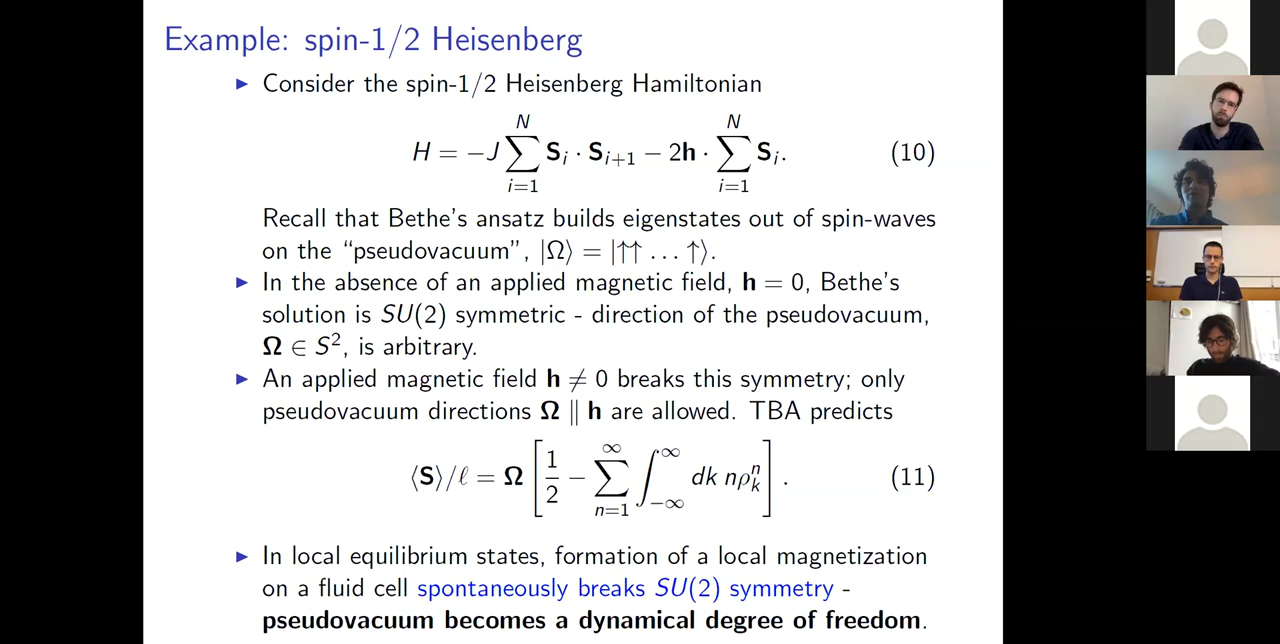 Example: spin-1/2 Heisenberg
▶ Consider the spin-1/2 Heisenberg Hamiltonian
H = −J ∑_{i=1}^{N} S_i · S_{i+1} − 2h · ∑_{i=1}^{N} S_i. (10)
Recall that Bethe's ansatz builds eigenstates out of spin-waves
on the “pseudovacuum”, |Ω⟩ = |↑↑ … ↑⟩.
▶ In the absence of an applied magnetic field, h = 0, Bethe's
solution is SU(2) symmetric - direction of the pseudovacuum,
Ω ∈ S², is arbitrary.
▶ An applied magnetic field h ≠ 0 breaks this symmetry; only
pseudovacuum directions Ω ∥ h are allowed. TBA predicts
⟨S⟩/ℓ = Ω [ 1/2 − ∑_{n=1}^{∞} ∫_{−∞}^{∞} dk nρ_k^n ] . (11)
▶ In local equilibrium states, formation of a local magnetization
on a fluid cell spontaneously breaks SU(2) symmetry -
pseudovacuum becomes a dynamical degree of freedom.